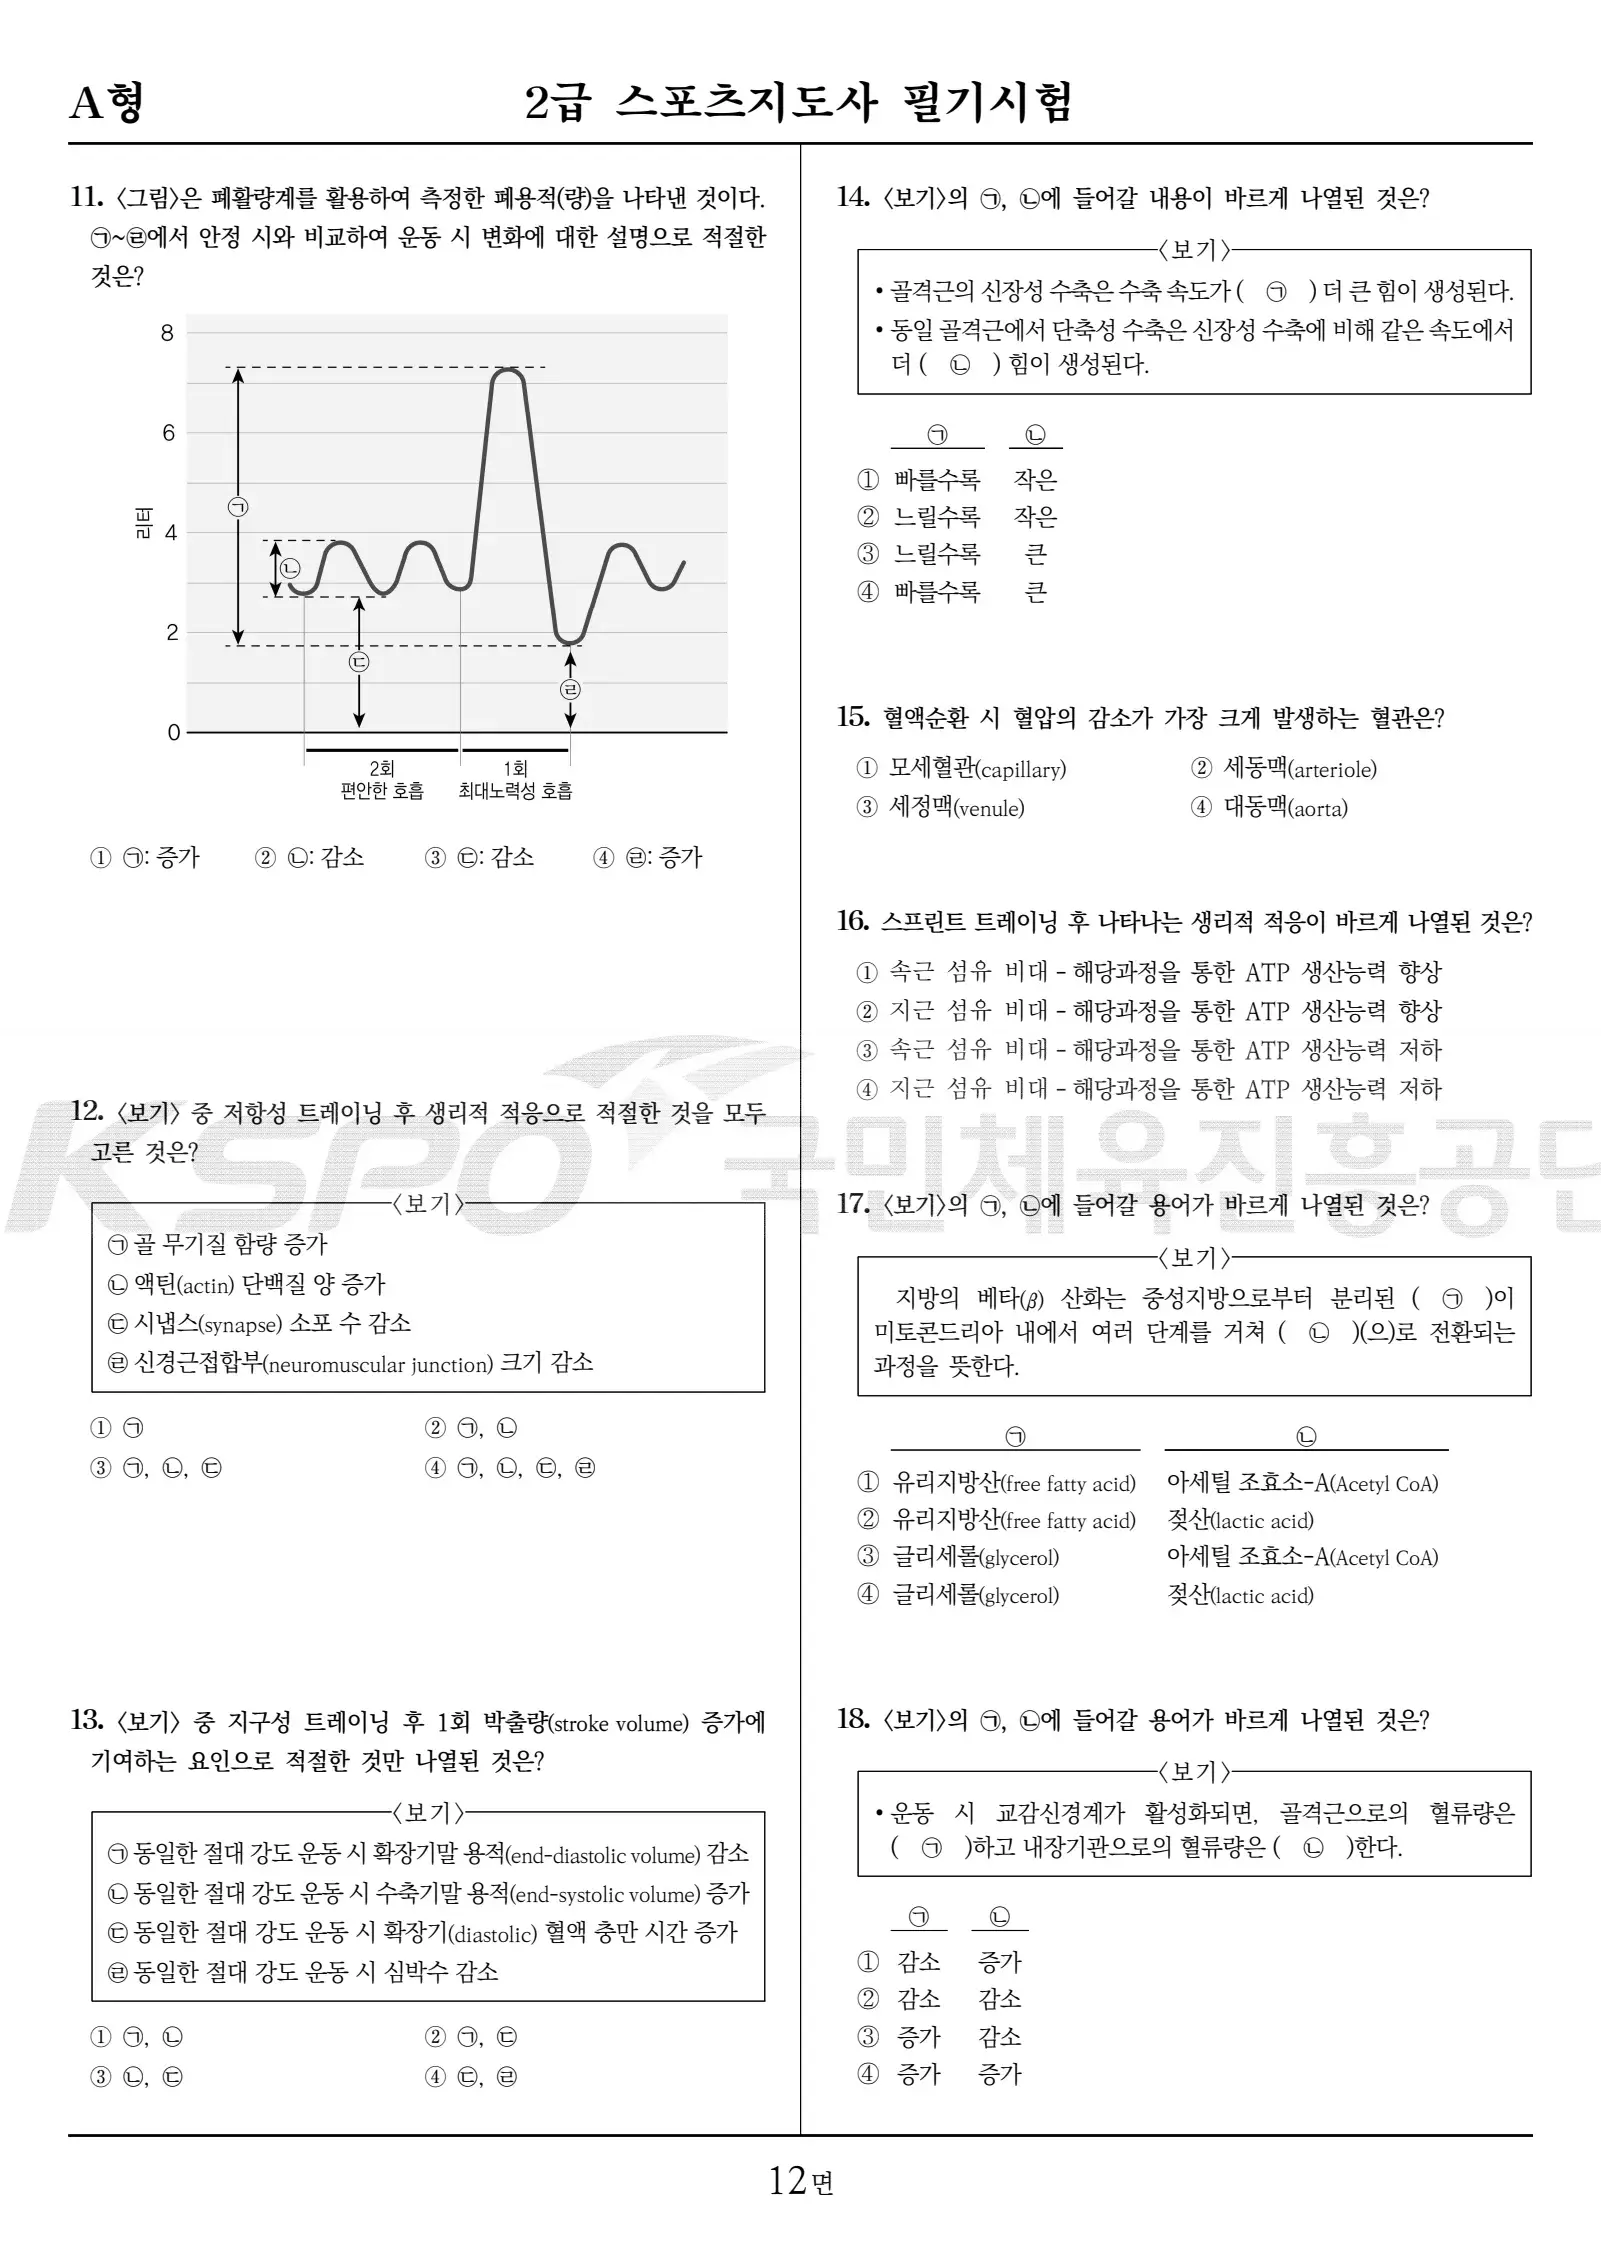 A형
2급 스포츠지도사 필기시험
11. 〈그림〉은 폐활량계를 활용하여 측정한 폐용적(량)을 나타낸 것이다.
㉠~㉣에서 안정 시와 비교하여 운동 시 변화에 대한 설명으로 적절한
것은?
8
6
4
2
0
리터
㉠
㉡
㉢
㉣
2회
편안한 호흡
1회
최대노력성 호흡
① ㉠: 증가 ② ㉡: 감소 ③ ㉢: 감소 ④ ㉣: 증가
12. 〈보기〉 중 저항성 트레이닝 후 생리적 적응으로 적절한 것을 모두
고른 것은?
〈보기〉
㉠ 골 무기질 함량 증가
㉡ 액틴(actin) 단백질 양 증가
㉢ 시냅스(synapse) 소포 수 감소
㉣ 신경근접합부(neuromuscular junction) 크기 감소
① ㉠ ② ㉠, ㉡
③ ㉠, ㉡, ㉢ ④ ㉠, ㉡, ㉢, ㉣
13. 〈보기〉 중 지구성 트레이닝 후 1회 박출량(stroke volume) 증가에
기여하는 요인으로 적절한 것만 나열된 것은?
〈보기〉
㉠ 동일한 절대 강도 운동 시 확장기말 용적(end-diastolic volume) 감소
㉡ 동일한 절대 강도 운동 시 수축기말 용적(end-systolic volume) 증가
㉢ 동일한 절대 강도 운동 시 확장기(diastolic) 혈액 충만 시간 증가
㉣ 동일한 절대 강도 운동 시 심박수 감소
① ㉠, ㉡ ② ㉠, ㉢
③ ㉡, ㉢ ④ ㉢, ㉣
14. 〈보기〉의 ㉠, ㉡에 들어갈 내용이 바르게 나열된 것은?
〈보기〉
• 골격근의 신장성 수축은 수축 속도가 ( ㉠ ) 더 큰 힘이 생성된다.
• 동일 골격근에서 단축성 수축은 신장성 수축에 비해 같은 속도에서
더 ( ㉡ ) 힘이 생성된다.
㉠ ㉡
① 빠를수록 작은
② 느릴수록 작은
③ 느릴수록 큰
④ 빠를수록 큰
15. 혈액순환 시 혈압의 감소가 가장 크게 발생하는 혈관은?
① 모세혈관(capillary) ② 세동맥(arteriole)
③ 세정맥(venule) ④ 대동맥(aorta)
16. 스프린트 트레이닝 후 나타나는 생리적 적응이 바르게 나열된 것은?
① 속근 섬유 비대 - 해당과정을 통한 ATP 생산능력 향상
② 지근 섬유 비대 - 해당과정을 통한 ATP 생산능력 향상
③ 속근 섬유 비대 - 해당과정을 통한 ATP 생산능력 저하
④ 지근 섬유 비대 - 해당과정을 통한 ATP 생산능력 저하
17. 〈보기〉의 ㉠, ㉡에 들어갈 용어가 바르게 나열된 것은?
〈보기〉
지방의 베타(β) 산화는 중성지방으로부터 분리된 ( ㉠ )이
미토콘드리아 내에서 여러 단계를 거쳐 ( ㉡ )(으)로 전환되는
과정을 뜻한다.
㉠ ㉡
① 유리지방산(free fatty acid) 아세틸 조효소-A(Acetyl CoA)
② 유리지방산(free fatty acid) 젖산(lactic acid)
③ 글리세롤(glycerol) 아세틸 조효소-A(Acetyl CoA)
④ 글리세롤(glycerol) 젖산(lactic acid)
18. 〈보기〉의 ㉠, ㉡에 들어갈 용어가 바르게 나열된 것은?
〈보기〉
• 운동 시 교감신경계가 활성화되면, 골격근으로의 혈류량은
( ㉠ )하고 내장기관으로의 혈류량은 ( ㉡ )한다.
㉠ ㉡
① 감소 증가
② 감소 감소
③ 증가 감소
④ 증가 증가
KSPO 국민체육진흥공단
12면